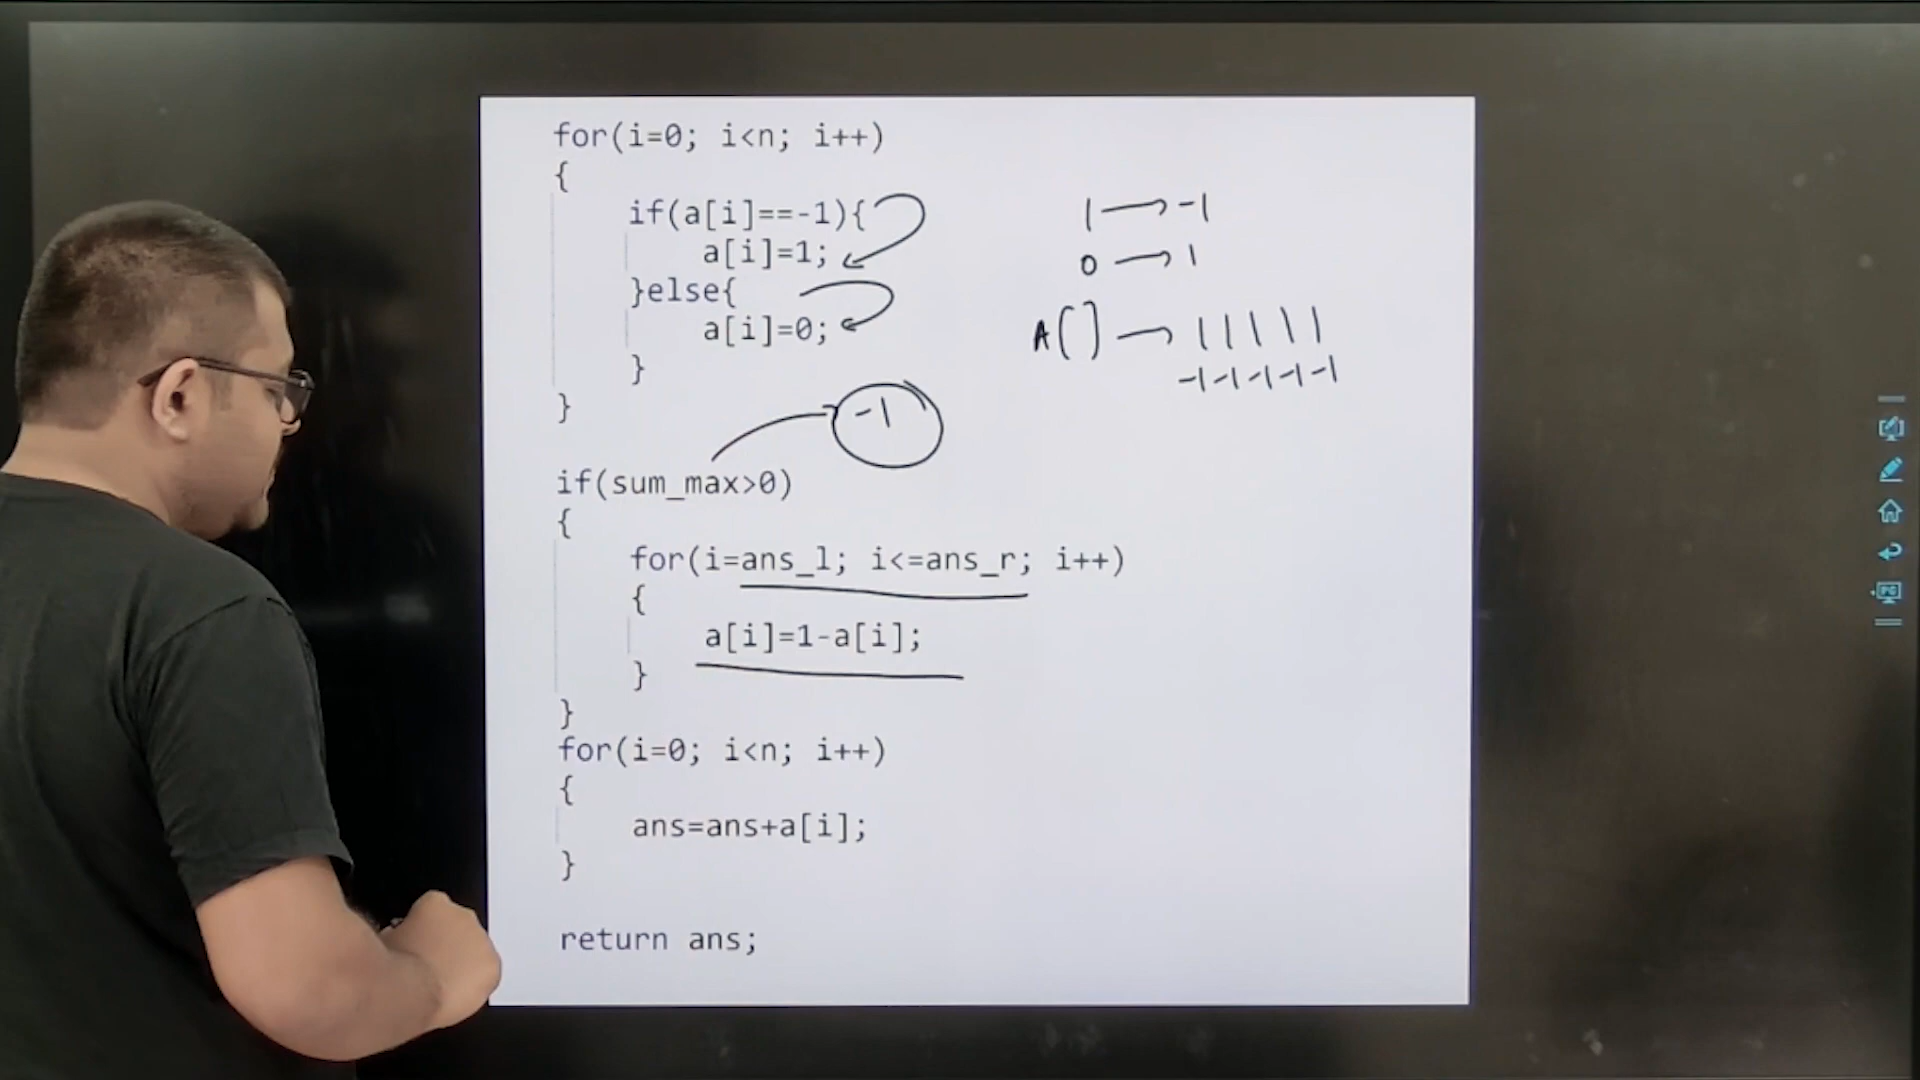 for(i=0; i<n; i++)
{
if(a[i]==-1){
a[i]=1;
}else{
a[i]=0;
}
}
if(sum_max>0)
{
for(i=ans_l; i<=ans_r; i++)
{
a[i]=1-a[i];
}
}
for(i=0; i<n; i++)
{
ans=ans+a[i];
}
return ans;
1 → -1
0 → 1
A[] → 1 1 1 1 1
-1 -1 -1 -1 -1
-1